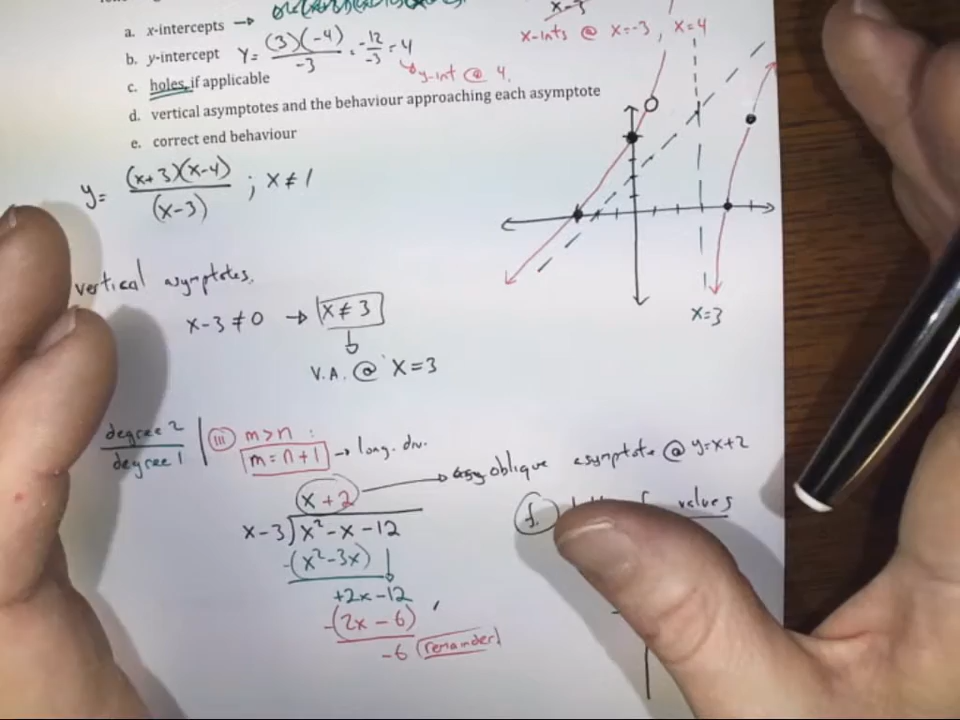 a. x-intercepts →
x-3
x-ints @ x=-3, x=4
b. y-intercept y= (3)(-4)/-3 = -12/-3 = 4
y-int @ 4.
c. holes, if applicable
d. vertical asymptotes and the behaviour approaching each asymptote
e. correct end behaviour
y= (x+3)(x-4)/(x-3) ; x≠1
vertical asymptotes.
x-3≠0 → x≠3
x=3
V.A. @ x=3
degree 2/degree 1 | iii m>n :
m=n+1 → long. div.
x+2 → oblique asymptote @ y=x+2
x-3)x²-x-12
f. values
-(x²-3x)
+2x-12
-(2x-6)
-6 remainder